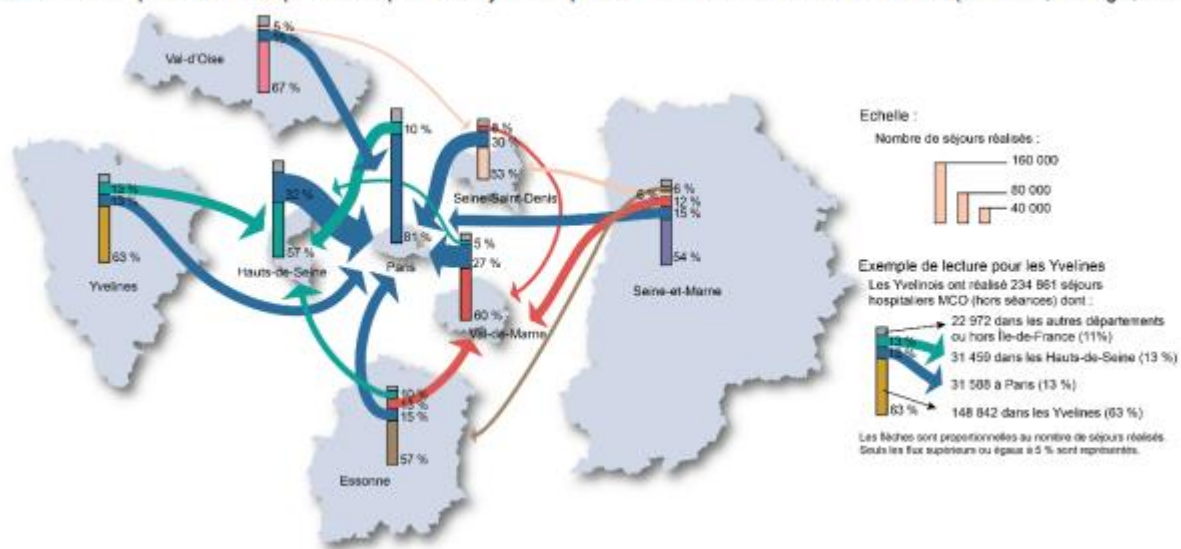 Val-d'Oise
5 %
67 %
10 %
81 %
Paris
6 %
30 %
53 %
Seine-Saint-Denis
13 %
13 %
63 %
Yvelines
32 %
57 %
Hauts-de-Seine
5 %
27 %
60 %
Val-de-Marne
6 %
6 %
12 %
15 %
54 %
Seine-et-Marne
10 %
15 %
57 %
Essonne
Echelle :
Nombre de séjours réalisés :
160 000
80 000
40 000
Exemple de lecture pour les Yvelines
Les Yvelinois ont réalisé 234 861 séjours
hospitaliers MCO (hors séances) dont :
22 972 dans les autres départements
ou hors Île-de-France (11%)
13 %
31 459 dans les Hauts-de-Seine (13 %)
13 %
31 588 à Paris (13 %)
63 %
148 842 dans les Yvelines (63 %)
Les flèches sont proportionnelles au nombre de séjours réalisés.
Seuls les flux supérieurs ou égaux à 5 % sont représentés.